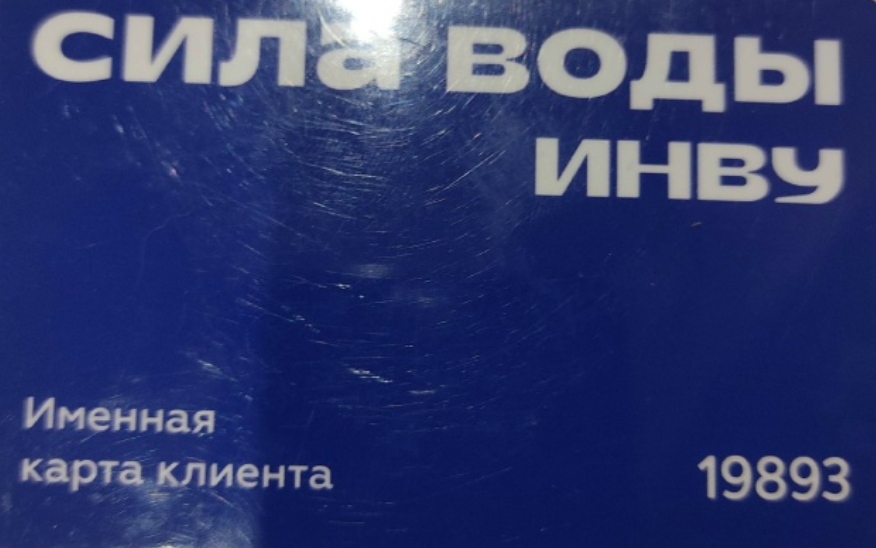 сила воды
инву
Именная
карта клиента
19893